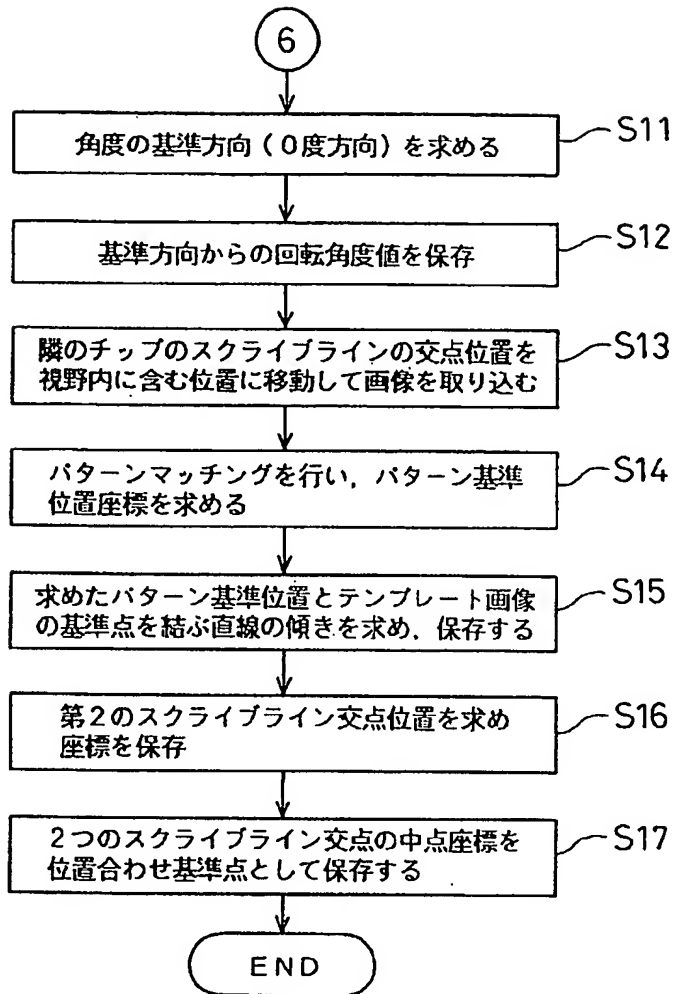 6
角度の基準方向(0度方向)を求める
S11
基準方向からの回転角度値を保存
S12
隣のチップのスクライブラインの交点位置を
視野内に含む位置に移動して画像を取り込む
S13
パターンマッチングを行い，パターン基準
位置座標を求める
S14
求めたパターン基準位置とテンプレート画像
の基準点を結ぶ直線の傾きを求め，保存する
S15
第2のスクライブライン交点位置を求め
座標を保存
S16
2つのスクライブライン交点の中点座標を
位置合わせ基準点として保存する
S17
END